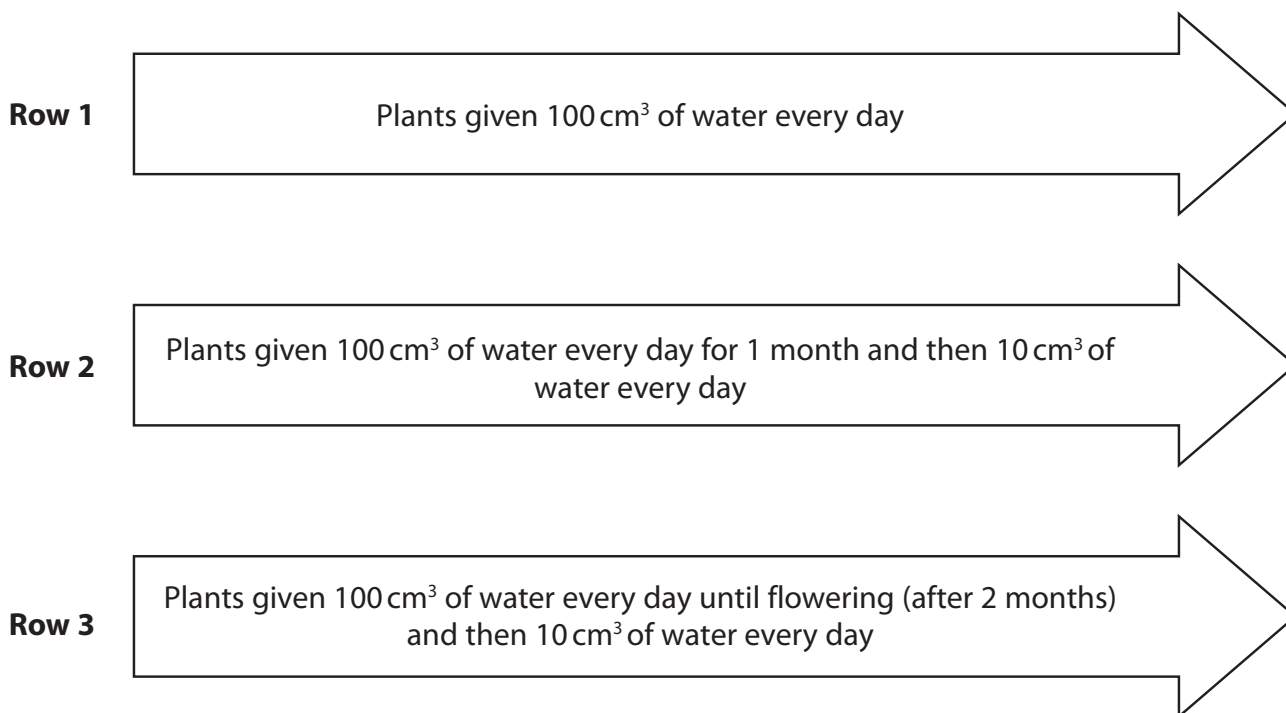 Row 1
Plants given 100 cm³ of water every day
Row 2
Plants given 100 cm³ of water every day for 1 month and then 10 cm³ of
water every day
Row 3
Plants given 100 cm³ of water every day until flowering (after 2 months)
and then 10 cm³ of water every day